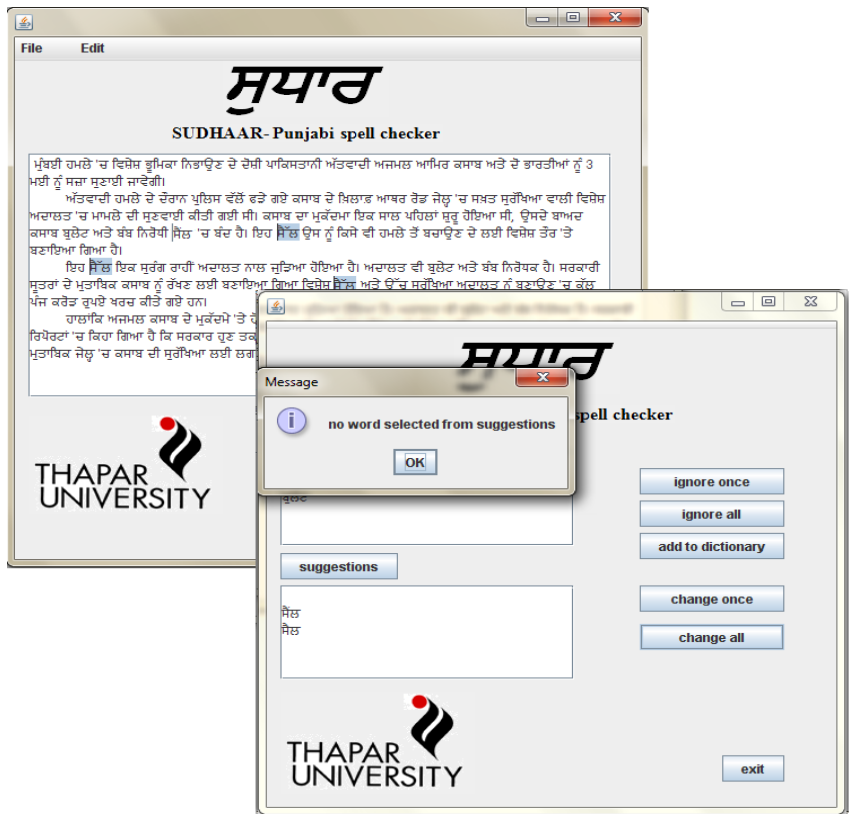 File Edit
ਸੁਧਾਰ
SUDHAAR- Punjabi spell checker
ਮੁੰਬਈ ਹਮਲੇ 'ਚ ਵਿਸ਼ੇਸ਼ ਭੂਮਿਕਾ ਨਿਭਾਉਣ ਦੇ ਦੋਸ਼ੀ ਪਾਕਿਸਤਾਨੀ ਅੱਤਵਾਦੀ ਅਜਮਲ ਆਮਿਰ ਕਸਾਬ ਅਤੇ ਦੋ ਭਾਰਤੀਆਂ ਨੂੰ 3
ਮਈ ਨੂੰ ਸਜ਼ਾ ਸੁਣਾਈ ਜਾਵੇਗੀ।
ਅੱਤਵਾਦੀ ਹਮਲੇ ਦੇ ਦੌਰਾਨ ਪੁਲਿਸ ਵੱਲੋਂ ਫੜੇ ਗਏ ਕਸਾਬ ਦੇ ਖ਼ਿਲਾਫ਼ ਆਥਰ ਰੋਡ ਜੇਲ੍ਹ 'ਚ ਸਖ਼ਤ ਸੁਰੱਖਿਆ ਵਾਲੀ ਵਿਸ਼ੇਸ਼
ਅਦਾਲਤ 'ਚ ਮਾਮਲੇ ਦੀ ਸੁਣਵਾਈ ਕੀਤੀ ਗਈ ਸੀ। ਕਸਾਬ ਦਾ ਮੁਕੱਦਮਾ ਇਕ ਸਾਲ ਪਹਿਲਾਂ ਸ਼ੁਰੂ ਹੋਇਆ ਸੀ, ਉਸਦੇ ਬਾਅਦ
ਕਸਾਬ ਬੁਲੇਟ ਅਤੇ ਬੰਬ ਨਿਰੋਧੀ ਸੈੱਲ 'ਚ ਬੰਦ ਹੈ। ਇਹ ਸੈੱਲ ਉਸ ਨੂੰ ਕਿਸੇ ਵੀ ਹਮਲੇ ਤੋਂ ਬਚਾਉਣ ਦੇ ਲਈ ਵਿਸ਼ੇਸ਼ ਤੌਰ 'ਤੇ
ਬਣਾਇਆ ਗਿਆ ਹੈ।
ਇਹ ਸੈੱਲ ਇਕ ਸੁਰੰਗ ਰਾਹੀਂ ਅਦਾਲਤ ਨਾਲ ਜੁੜਿਆ ਹੋਇਆ ਹੈ। ਅਦਾਲਤ ਵੀ ਬੁਲੇਟ ਅਤੇ ਬੰਬ ਨਿਰੋਧਕ ਹੈ। ਸਰਕਾਰੀ
ਸੂਤਰਾਂ ਦੇ ਮੁਤਾਬਿਕ ਕਸਾਬ ਨੂੰ ਰੱਖਣ ਲਈ ਬਣਾਇਆ ਗਿਆ ਵਿਸ਼ੇਸ਼ ਸੈੱਲ ਅਤੇ ਉੱਚ ਸੁਰੱਖਿਆ ਅਦਾਲਤ ਨੂੰ ਬਣਾਉਣ 'ਚ ਕੁੱਲ
ਪੰਜ ਕਰੋੜ ਰੁਪਏ ਖਰਚ ਕੀਤੇ ਗਏ ਹਨ।
ਹਾਲਾਂਕਿ ਅਜਮਲ ਕਸਾਬ ਦੇ ਮੁਕੱਦਮੇ 'ਤੇ
ਰਿਪੋਰਟਾਂ 'ਚ ਕਿਹਾ ਗਿਆ ਹੈ ਕਿ ਸਰਕਾਰ ਹੁਣ ਤਕ
ਮੁਤਾਬਿਕ ਜੇਲ੍ਹ 'ਚ ਕਸਾਬ ਦੀ ਸੁਰੱਖਿਆ ਲਈ
THAPAR
UNIVERSITY
ਸੁਧਾਰ
spell checker
Message
no word selected from suggestions
OK
ਬੁਲੇਟ
ignore once
ignore all
add to dictionary
suggestions
ਸੈਂਲ
ਸੈਲ
change once
change all
THAPAR
UNIVERSITY
exit